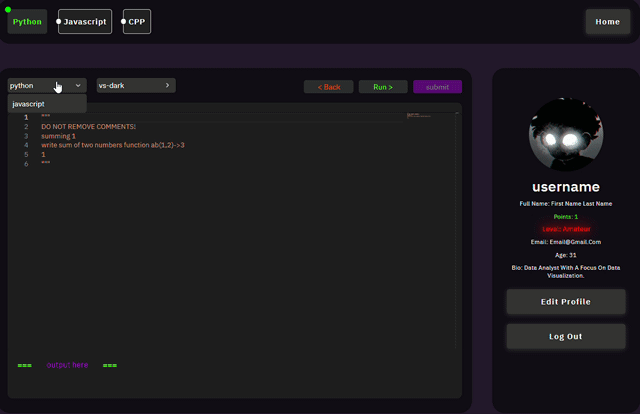 Python
Javascript
CPP
Home
python
vs-dark
< Back
Run >
submit
javascript
1 """
2 DO NOT REMOVE COMMENTS!
3 summing 1
4 write sum of two numbers function ab(1,2)->3
5 1
6 """
=== output here ===
username
Full Name: First Name Last Name
Points: 1
Level: Amateur
Email: Email@Gmail.Com
Age: 31
Bio: Data Analyst With A Focus On Data
Visualization.
Edit Profile
Log Out